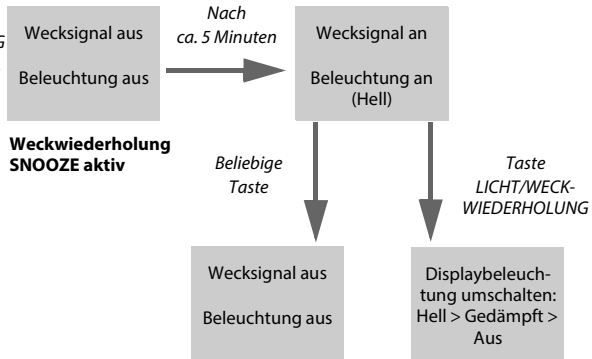 G
Wecksignal aus
Beleuchtung aus
Weckwiederholung
SNOOZE aktiv
Nach
ca. 5 Minuten
Wecksignal an
Beleuchtung an
(Hell)
Beliebige
Taste
Taste
LICHT/WECK-
WIEDERHOLUNG
Wecksignal aus
Beleuchtung aus
Displaybeleuch-
tung umschalten:
Hell > Gedämpft >
Aus